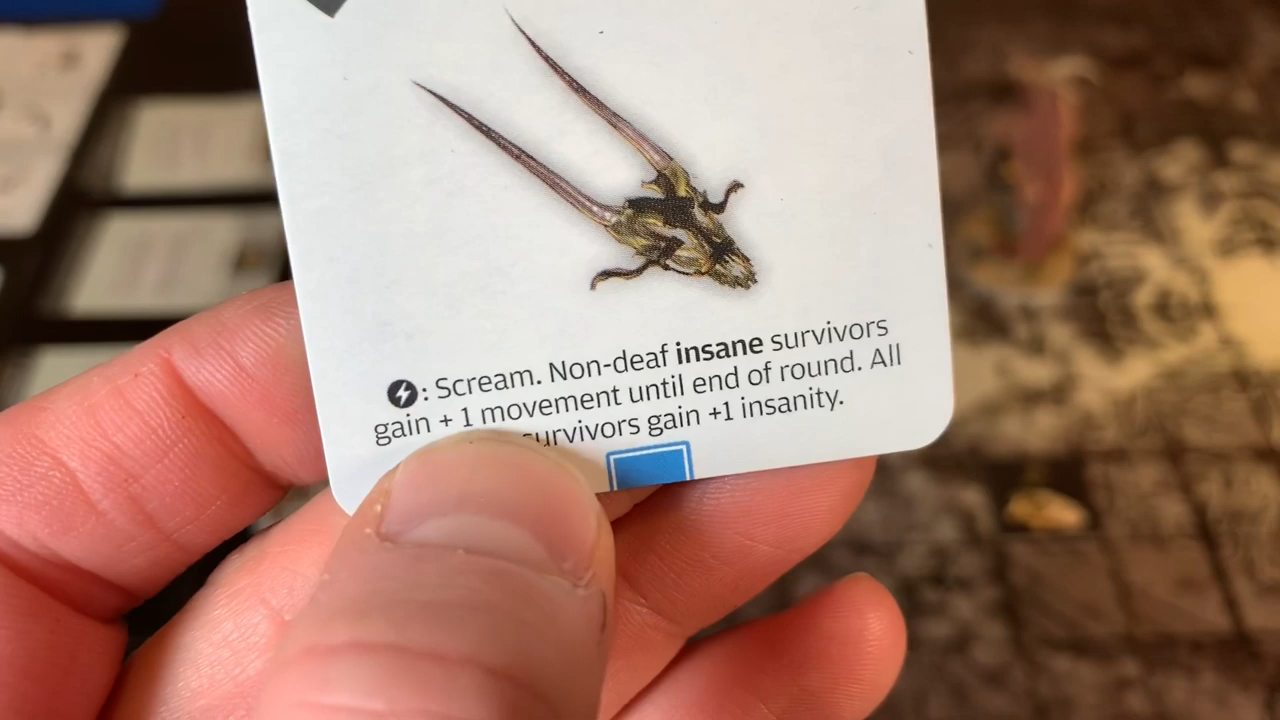 : Scream. Non-deaf insane survivors
gain + 1 movement until end of round. All
survivors gain +1 insanity.